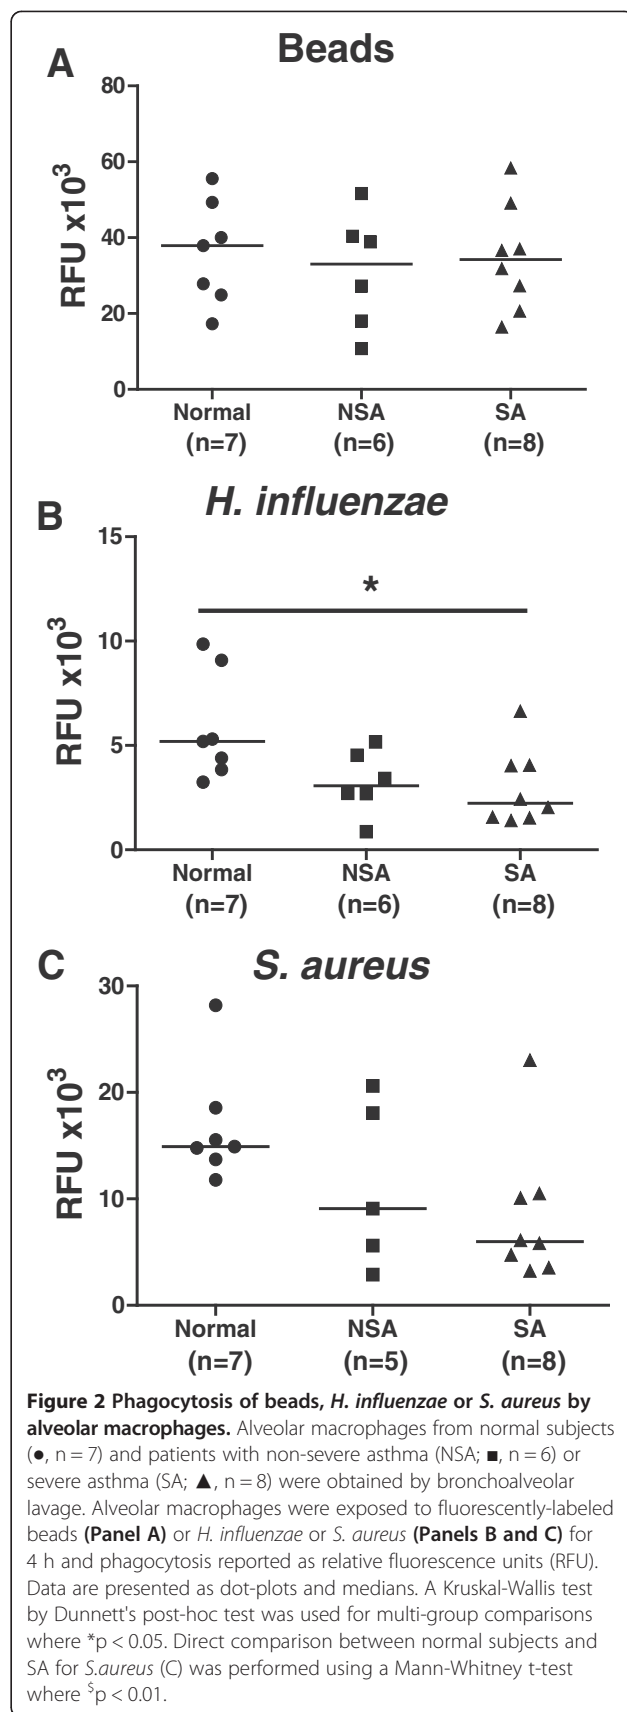 A Beads
80
60
40
20
0
RFU x10³
Normal NSA SA
(n=7) (n=6) (n=8)
B H. influenzae
15
10
5
0
RFU x10³
*
Normal NSA SA
(n=7) (n=6) (n=8)
C S. aureus
30
20
10
0
RFU x10³
Normal NSA SA
(n=7) (n=5) (n=8)
Figure 2 Phagocytosis of beads, H. influenzae or S. aureus by
alveolar macrophages. Alveolar macrophages from normal subjects
(●, n = 7) and patients with non-severe asthma (NSA; ■, n = 6) or
severe asthma (SA; ▲, n = 8) were obtained by bronchoalveolar
lavage. Alveolar macrophages were exposed to fluorescently-labeled
beads (Panel A) or H. influenzae or S. aureus (Panels B and C) for
4 h and phagocytosis reported as relative fluorescence units (RFU).
Data are presented as dot-plots and medians. A Kruskal-Wallis test
by Dunnett's post-hoc test was used for multi-group comparisons
where *p < 0.05. Direct comparison between normal subjects and
SA for S.aureus (C) was performed using a Mann-Whitney t-test
where $p < 0.01.